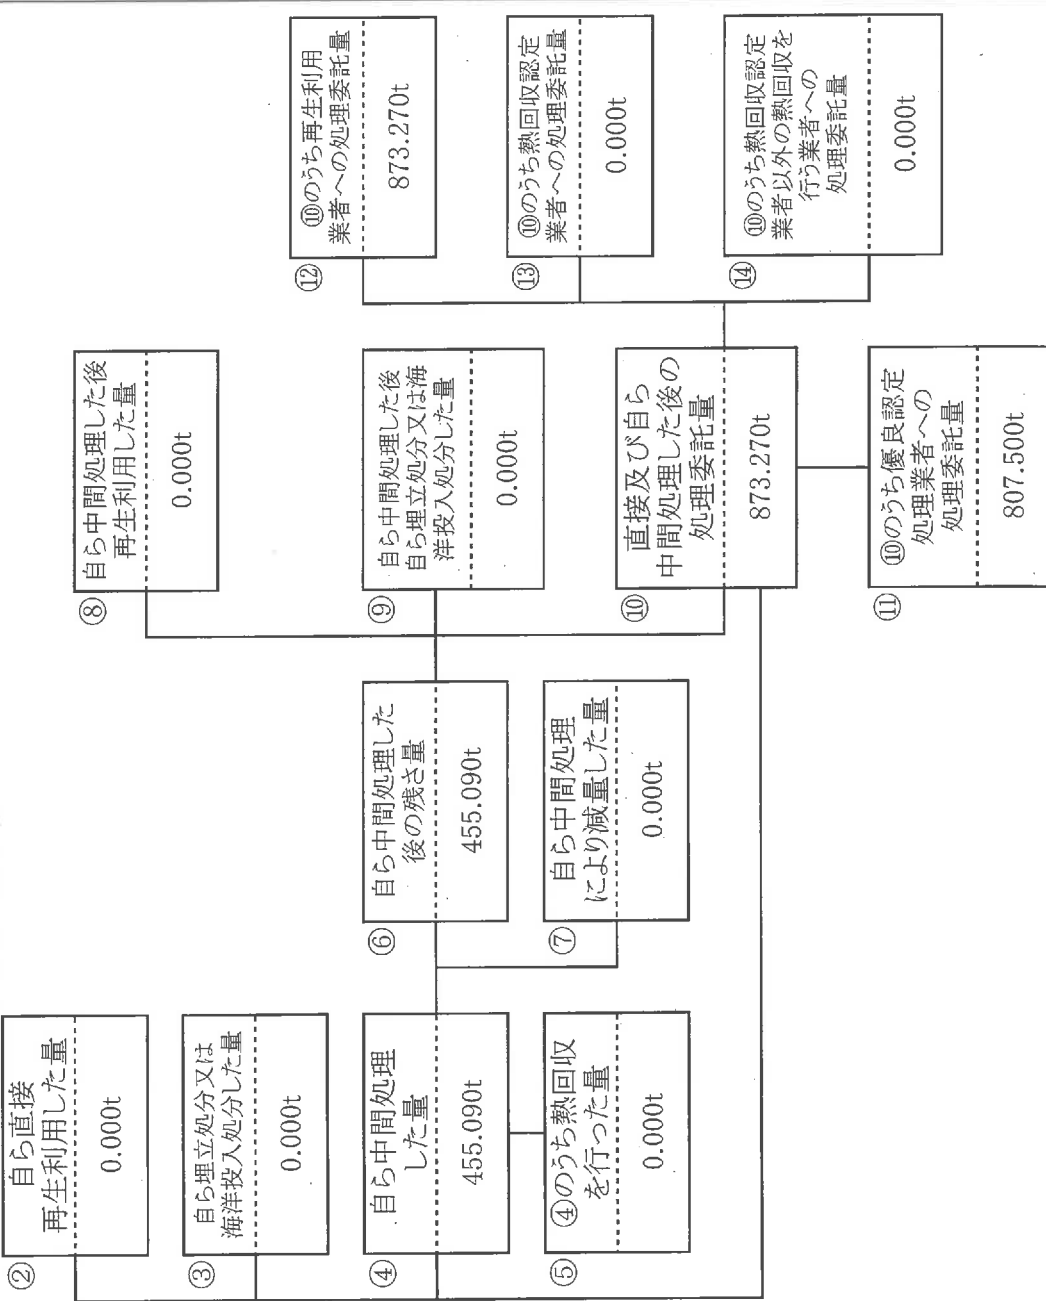 ②
自ら直接
再生利用した量
0.000t
③
自ら埋立処分又は
海洋投入処分した量
0.000t
④
自ら中間処理
した量
455.090t
⑤
④のうち熱回収
を行った量
0.000t
⑥
自ら中間処理した
後の残さ量
455.090t
⑦
自ら中間処理
により減量した量
0.000t
⑧
自ら中間処理した後
再生利用した量
0.000t
⑨
自ら中間処理した後
自ら埋立処分又は海
洋投入処分した量
0.000t
⑩
直接及び自ら
中間処理した後の
処理委託量
873.270t
⑪
⑩のうち優良認定
処理業者への
処理委託量
807.500t
⑫
⑩のうち再生利用
業者への処理委託量
873.270t
⑬
⑩のうち熱回収認定
業者への処理委託量
0.000t
⑭
⑩のうち熱回収認定
業者以外の熱回収を
行う業者への
処理委託量
0.000t